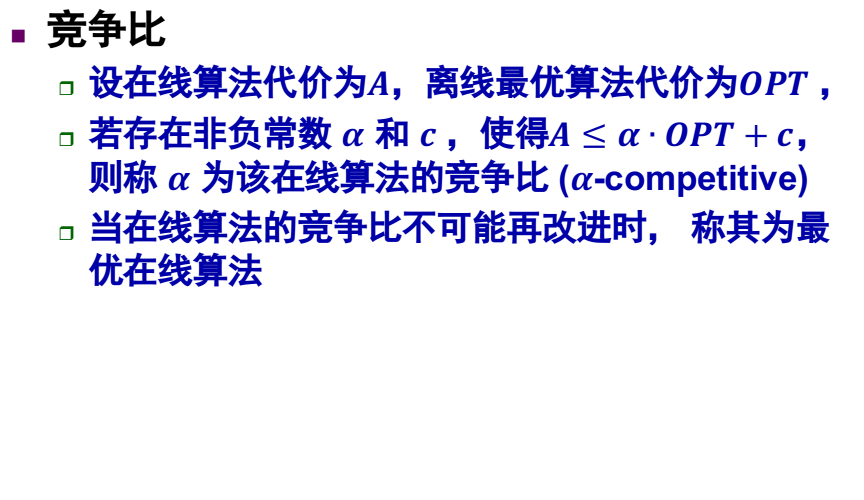 竞争比
设在线算法代价为A，离线最优算法代价为OPT，
若存在非负常数 α 和 c ，使得A ≤ α ∙ OPT + c，
则称 α 为该在线算法的竞争比 (α-competitive)
当在线算法的竞争比不可能再改进时， 称其为最
优在线算法